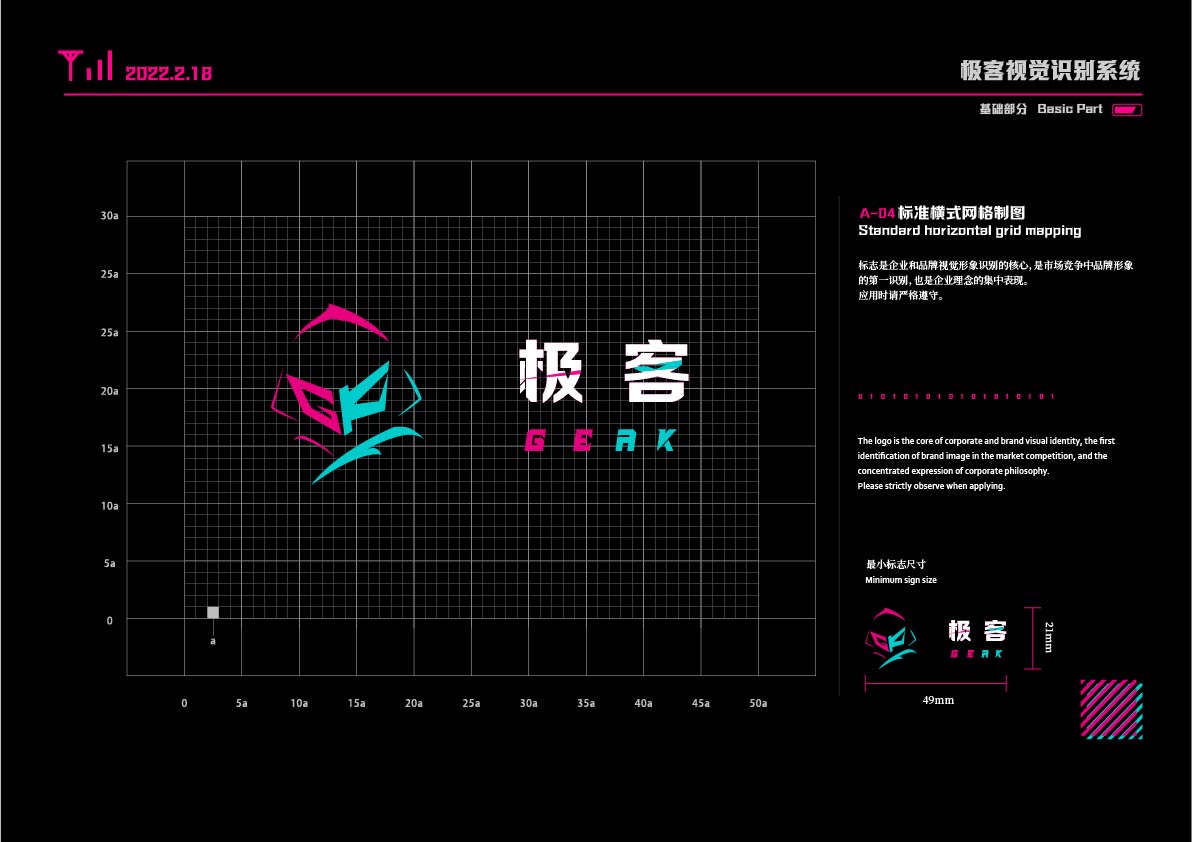 2022.2.18
极客视觉识别系统
基础部分 Basic Part
30a
25a
25a
20a
15a
10a
5a
0
a
0 5a 10a 15a 20a 25a 30a 35a 40a 45a 50a
极客
GEAK
A-04标准横式网格制图
Standard horizontal grid mapping
标志是企业和品牌视觉形象识别的核心, 是市场竞争中品牌形象
的第一识别, 也是企业理念的集中表现。
应用时请严格遵守。
0 1 0 1 0 1 0 1 0 1 0 1 0 1 0 1 0 1
The logo is the core of corporate and brand visual identity, the first
identification of brand image in the market competition, and the
concentrated expression of corporate philosophy.
Please strictly observe when applying.
最小标志尺寸
Minimum sign size
极客
GEAK
21mm
49mm